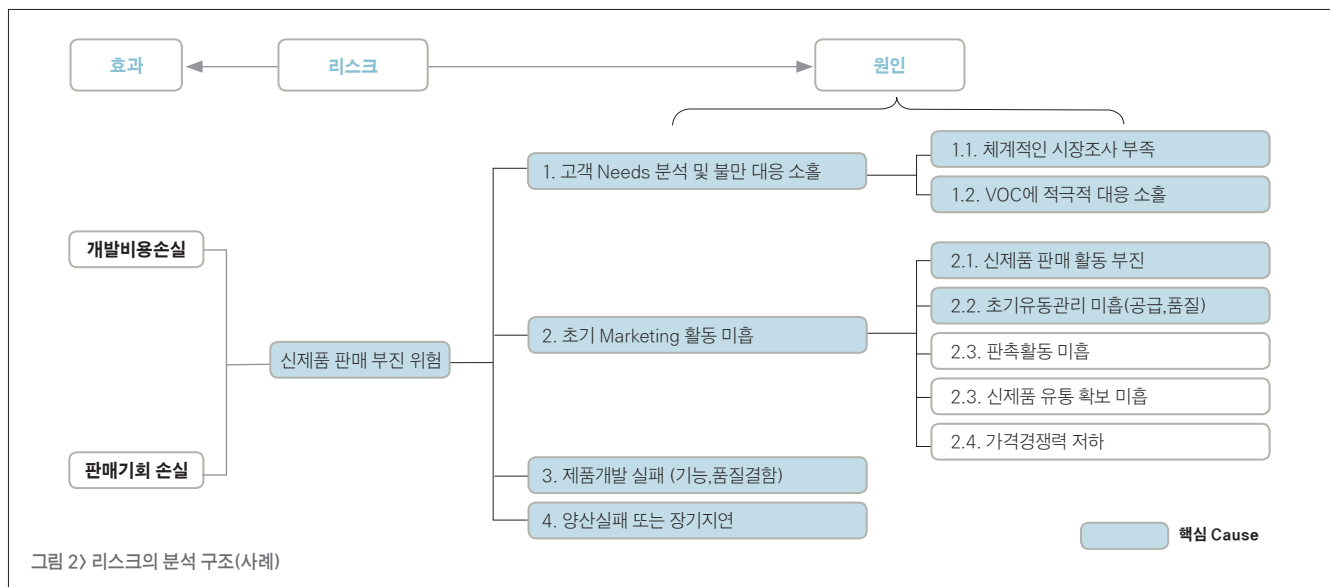 효과
리스크
원인
1. 고객 Needs 분석 및 불만 대응 소홀
1.1. 체계적인 시장조사 부족
1.2. VOC에 적극적 대응 소홀
개발비용손실
판매기회 손실
신제품 판매 부진 위험
2. 초기 Marketing 활동 미흡
2.1. 신제품 판매 활동 부진
2.2. 초기유동관리 미흡(공급,품질)
2.3. 판촉활동 미흡
2.3. 신제품 유통 확보 미흡
2.4. 가격경쟁력 저하
3. 제품개발 실패 (기능,품질결함)
4. 양산실패 또는 장기지연
핵심 Cause
그림 2> 리스크의 분석 구조(사례)